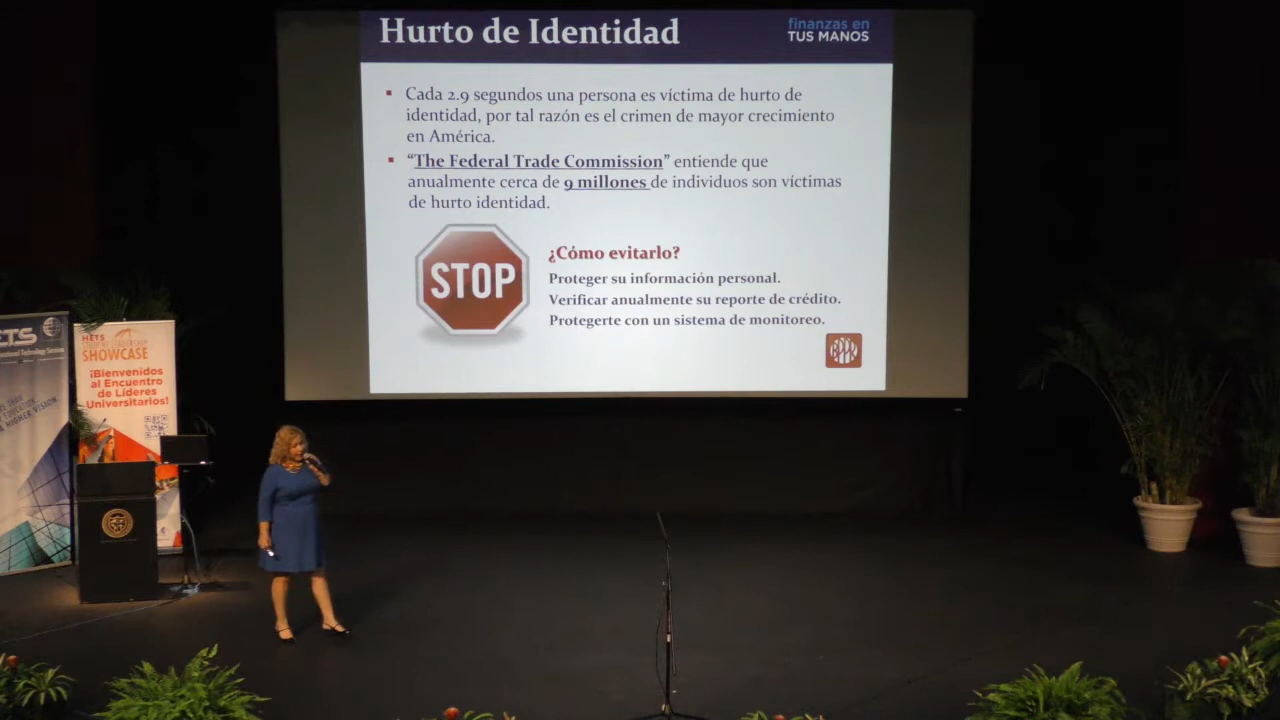 Hurto de Identidad
finanzas en
TUS MANOS
Cada 2.9 segundos una persona es víctima de hurto de
identidad, por tal razón es el crimen de mayor crecimiento
en América.
“The Federal Trade Commission” entiende que
anualmente cerca de 9 millones de individuos son víctimas
de hurto identidad.
STOP
¿Cómo evitarlo?
Proteger su información personal.
Verificar anualmente su reporte de crédito.
Protegerte con un sistema de monitoreo.
HETS
SHOWCASE
¡Bienvenidos
al Encuentro
de Líderes
Universitarios!